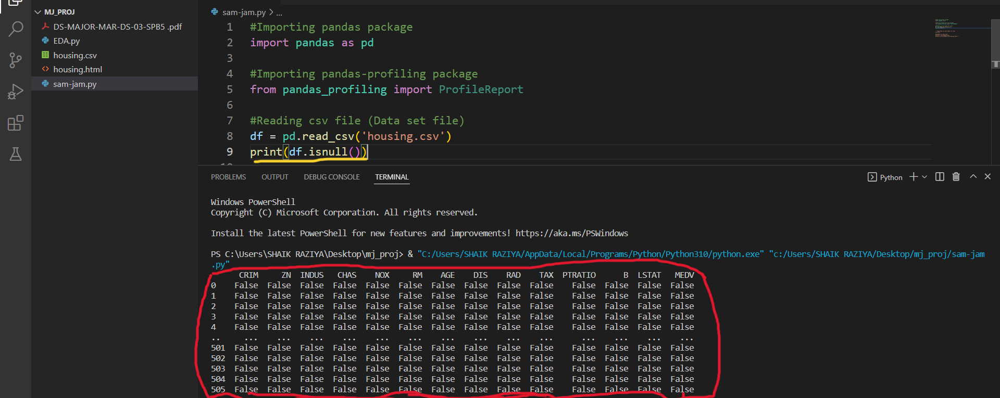 MJ_PROJ
DS-MAJOR-MAR-DS-03-SPB5 .pdf
EDA.py
housing.csv
housing.html
sam-jam.py
sam-jam.py > ...
1 #Importing pandas package
2 import pandas as pd
3
4 #Importing pandas-profiling package
5 from pandas_profiling import ProfileReport
6
7 #Reading csv file (Data set file)
8 df = pd.read_csv('housing.csv')
9 print(df.isnull())
PROBLEMS OUTPUT DEBUG CONSOLE TERMINAL Python
Windows PowerShell
Copyright (C) Microsoft Corporation. All rights reserved.
Install the latest PowerShell for new features and improvements! https://aka.ms/PSWindows
PS C:\Users\SHAIK RAZIYA\Desktop\mj_proj> & "C:/Users/SHAIK RAZIYA/AppData/Local/Programs/Python/Python310/python.exe" "c:/Users/SHAIK RAZIYA/Desktop/mj_proj/sam-jam
.py"
CRIM ZN INDUS CHAS NOX RM AGE DIS RAD TAX PTRATIO B LSTAT MEDV
0 False False False False False False False False False False False False False False
1 False False False False False False False False False False False False False False
2 False False False False False False False False False False False False False False
3 False False False False False False False False False False False False False False
4 False False False False False False False False False False False False False False
.. ... ... ... ... ... ... ... ... ... ... ... ... ... ...
501 False False False False False False False False False False False False False False
502 False False False False False False False False False False False False False False
503 False False False False False False False False False False False False False False
504 False False False False False False False False False False False False False False
505 False False False False False False False False False False False False False False